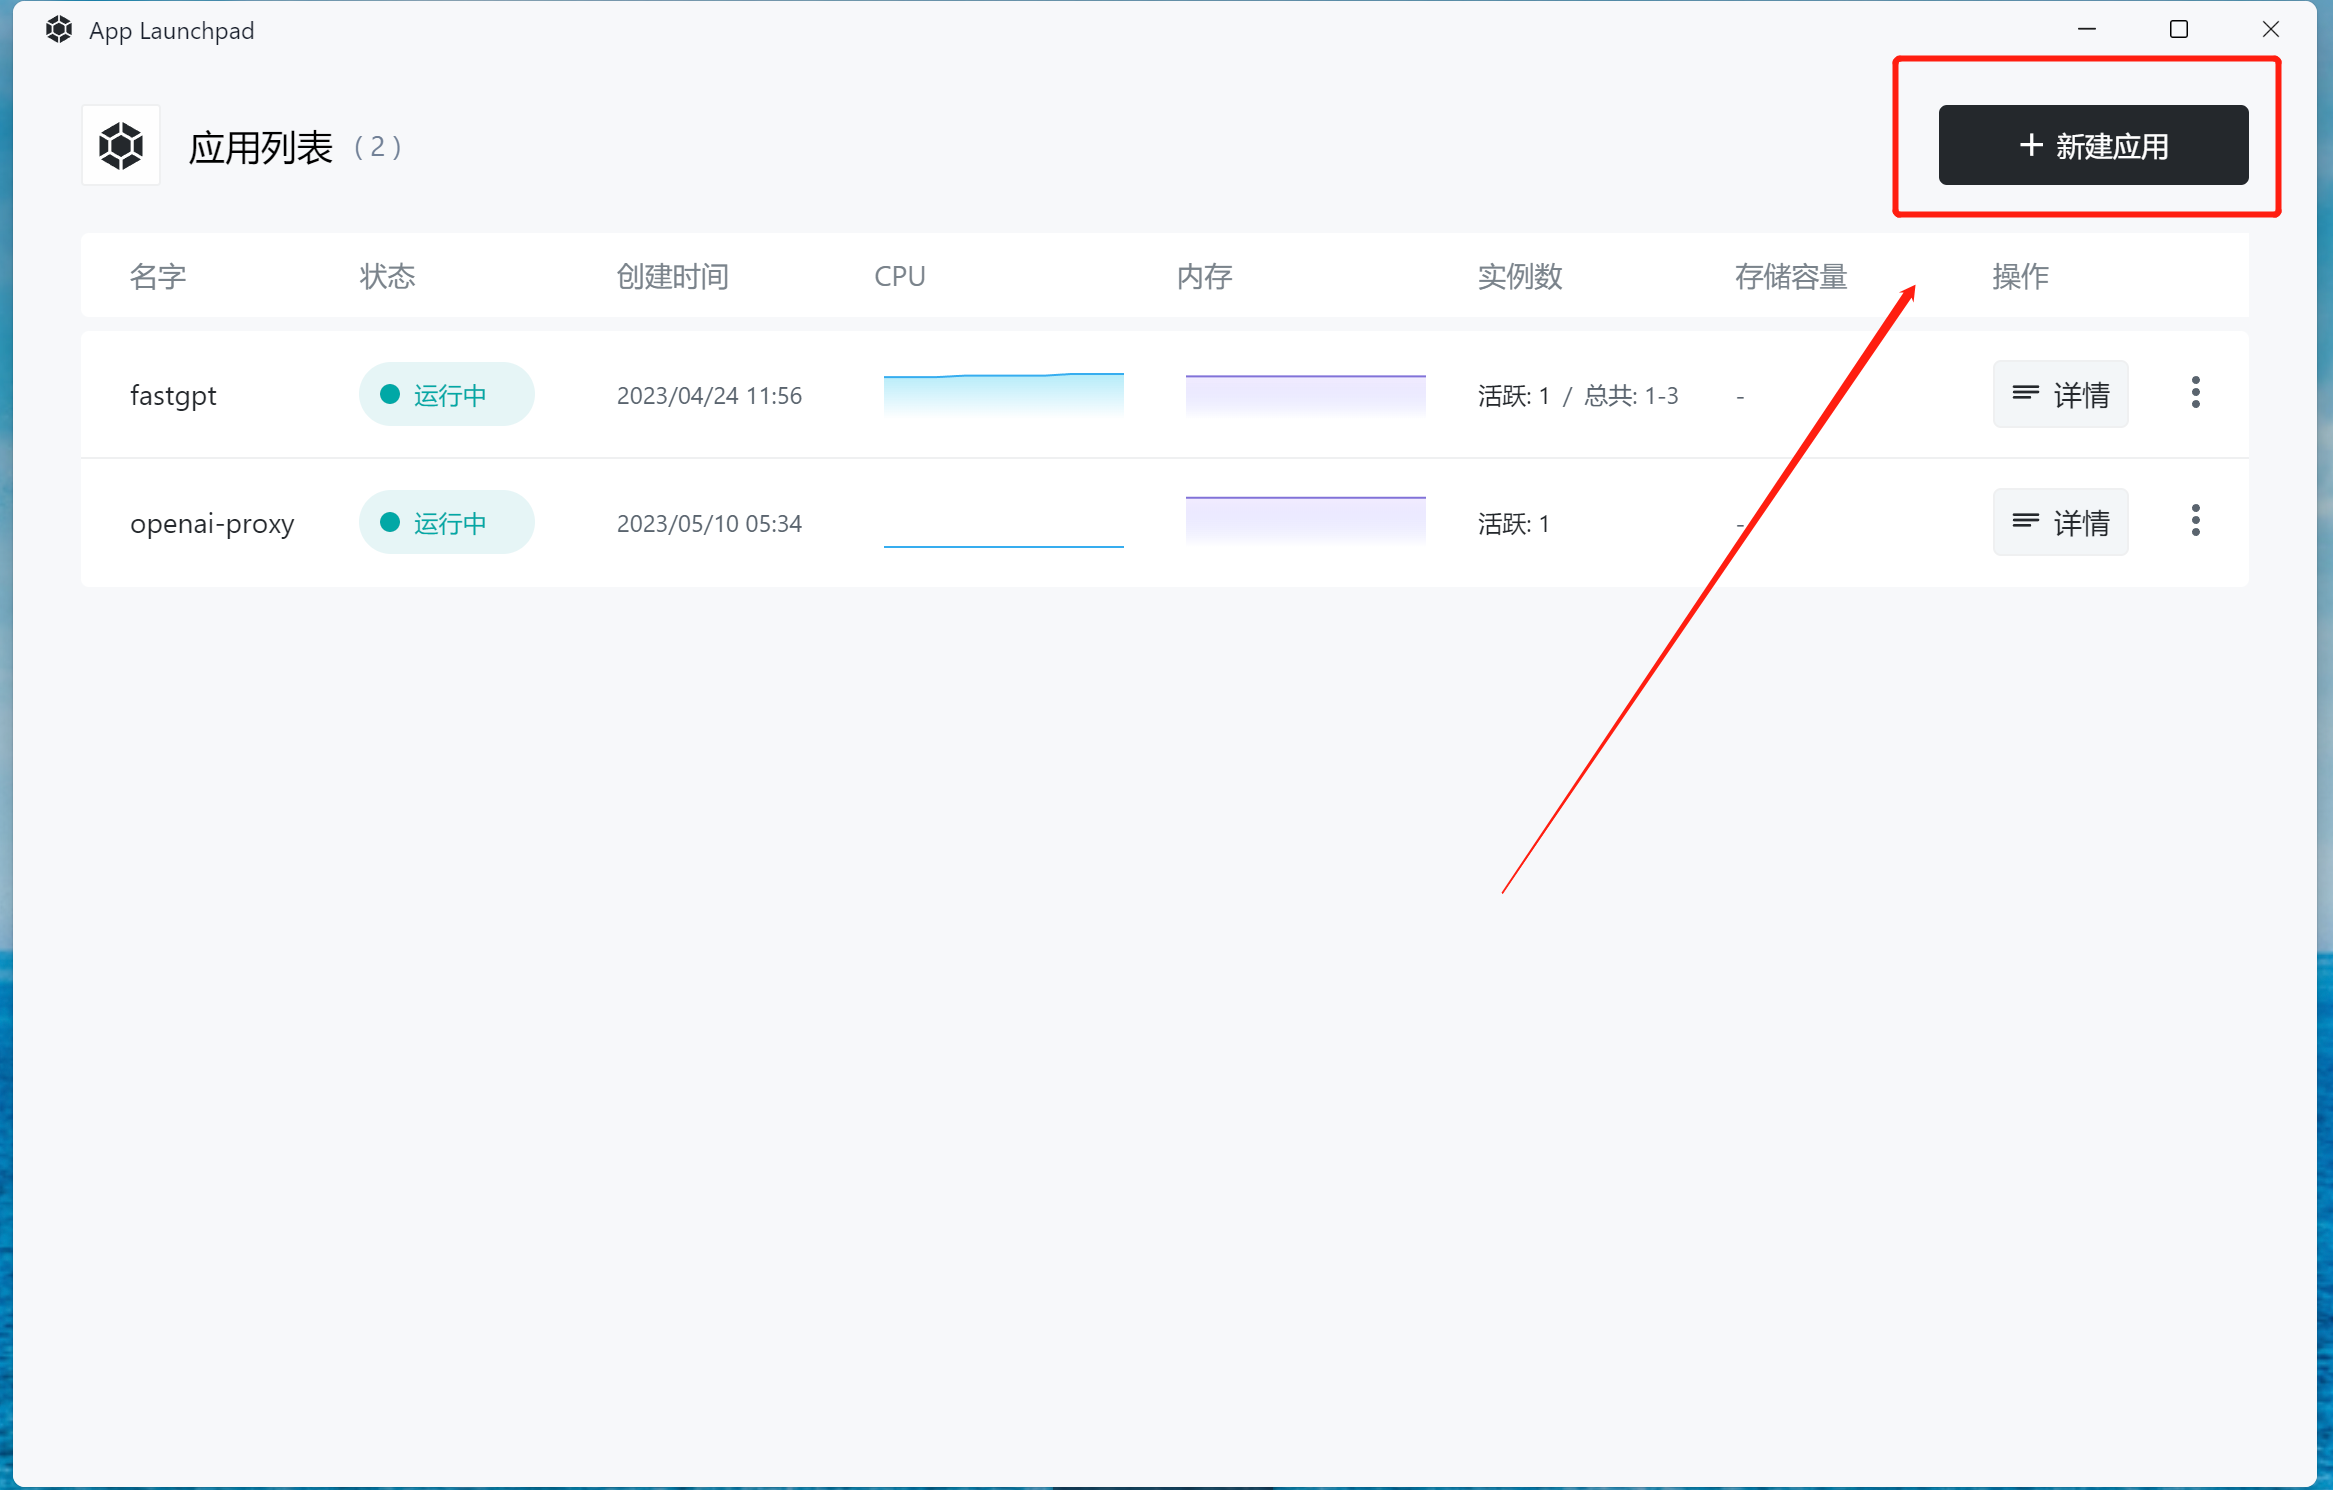 App Launchpad
应用列表 ( 2 )
+ 新建应用
名字 状态 创建时间 CPU 内存 实例数 存储容量 操作
fastgpt 运行中 2023/04/24 11:56 活跃: 1 / 总共: 1-3 - 详情
openai-proxy 运行中 2023/05/10 05:34 活跃: 1 - 详情